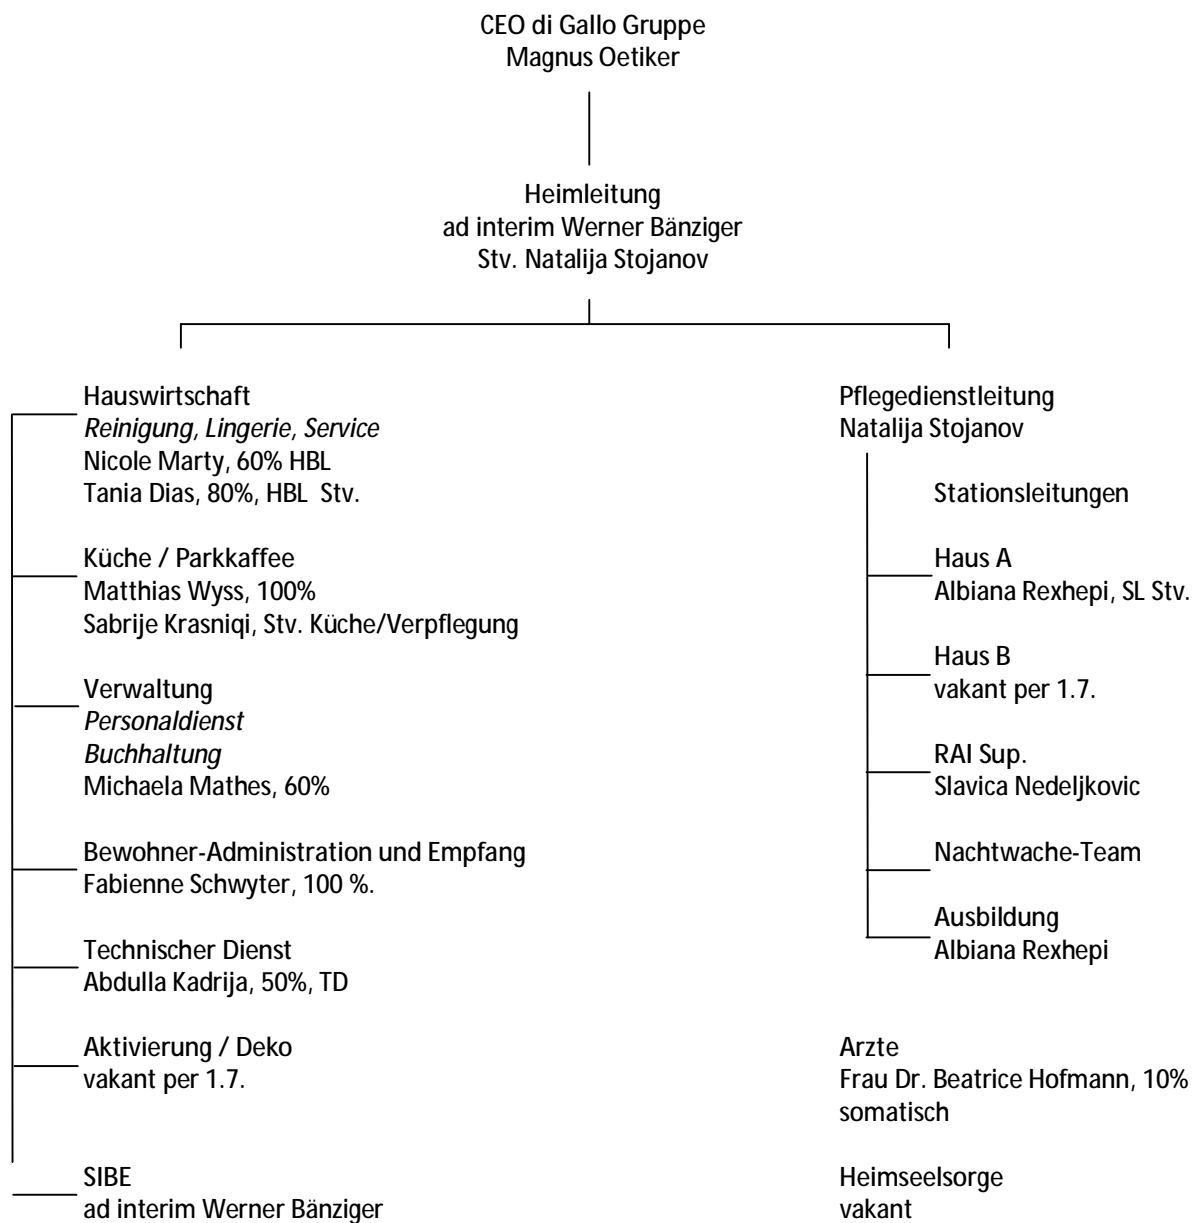 CEO di Gallo Gruppe
Magnus Oetiker
Heimleitung
ad interim Werner Bänziger
Stv. Natalija Stojanov
Hauswirtschaft
Reinigung, Lingerie, Service
Nicole Marty, 60% HBL
Tania Dias, 80%, HBL Stv.
Küche / Parkkaffee
Matthias Wyss, 100%
Sabrije Krasniqi, Stv. Küche/Verpflegung
Verwaltung
Personaldienst
Buchhaltung
Michaela Mathes, 60%
Bewohner-Administration und Empfang
Fabienne Schwyter, 100 %.
Technischer Dienst
Abdulla Kadrija, 50%, TD
Aktivierung / Deko
vakant per 1.7.
SIBE
ad interim Werner Bänziger
Pflegedienstleitung
Natalija Stojanov
Stationsleitungen
Haus A
Albiana Rexhepi, SL Stv.
Haus B
vakant per 1.7.
RAI Sup.
Slavica Nedeljkovic
Nachtwache-Team
Ausbildung
Albiana Rexhepi
Arzte
Frau Dr. Beatrice Hofmann, 10%
somatisch
Heimseelsorge
vakant